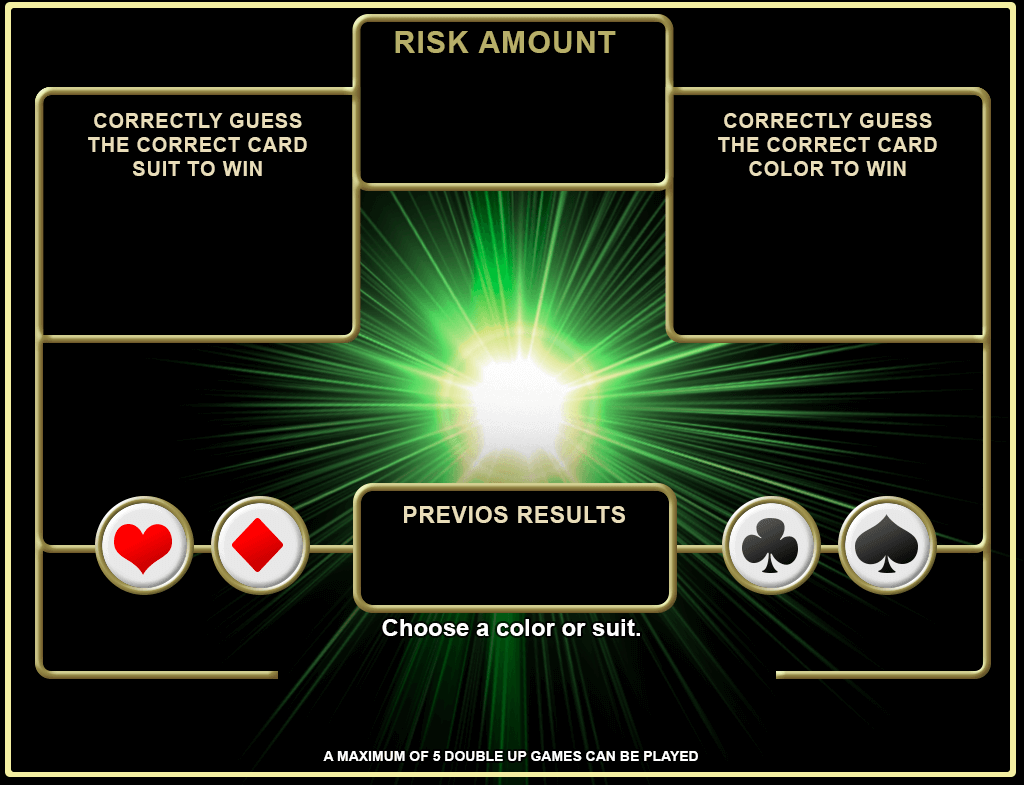 RISK AMOUNT
CORRECTLY GUESS
THE CORRECT CARD
SUIT TO WIN
CORRECTLY GUESS
THE CORRECT CARD
COLOR TO WIN
PREVIOS RESULTS
Choose a color or suit.
A MAXIMUM OF 5 DOUBLE UP GAMES CAN BE PLAYED